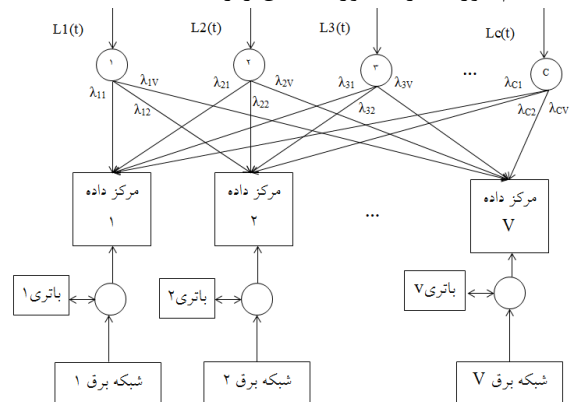 L1(t) L2(t) L3(t) Lc(t)
۱ ۲ ۳ ... C
λ11 λ12 λ1V λ21 λ22 λ2V λ31 λ32 λ3V λC1 λC2 λCV
مرکز داده
۱
مرکز داده
۲
...
مرکز داده
V
باتری۱
باتری۲
باتریV
شبکه برق ۱
شبکه برق ۲
شبکه برق V